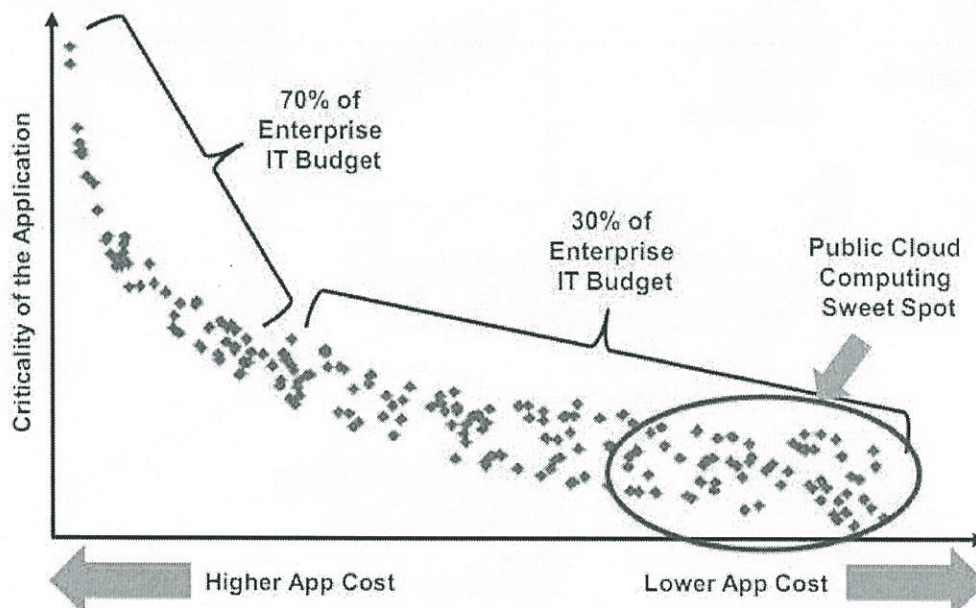 Criticality of the Application
70% of
Enterprise
IT Budget
30% of
Enterprise
IT Budget
Public Cloud
Computing
Sweet Spot
Higher App Cost
Lower App Cost